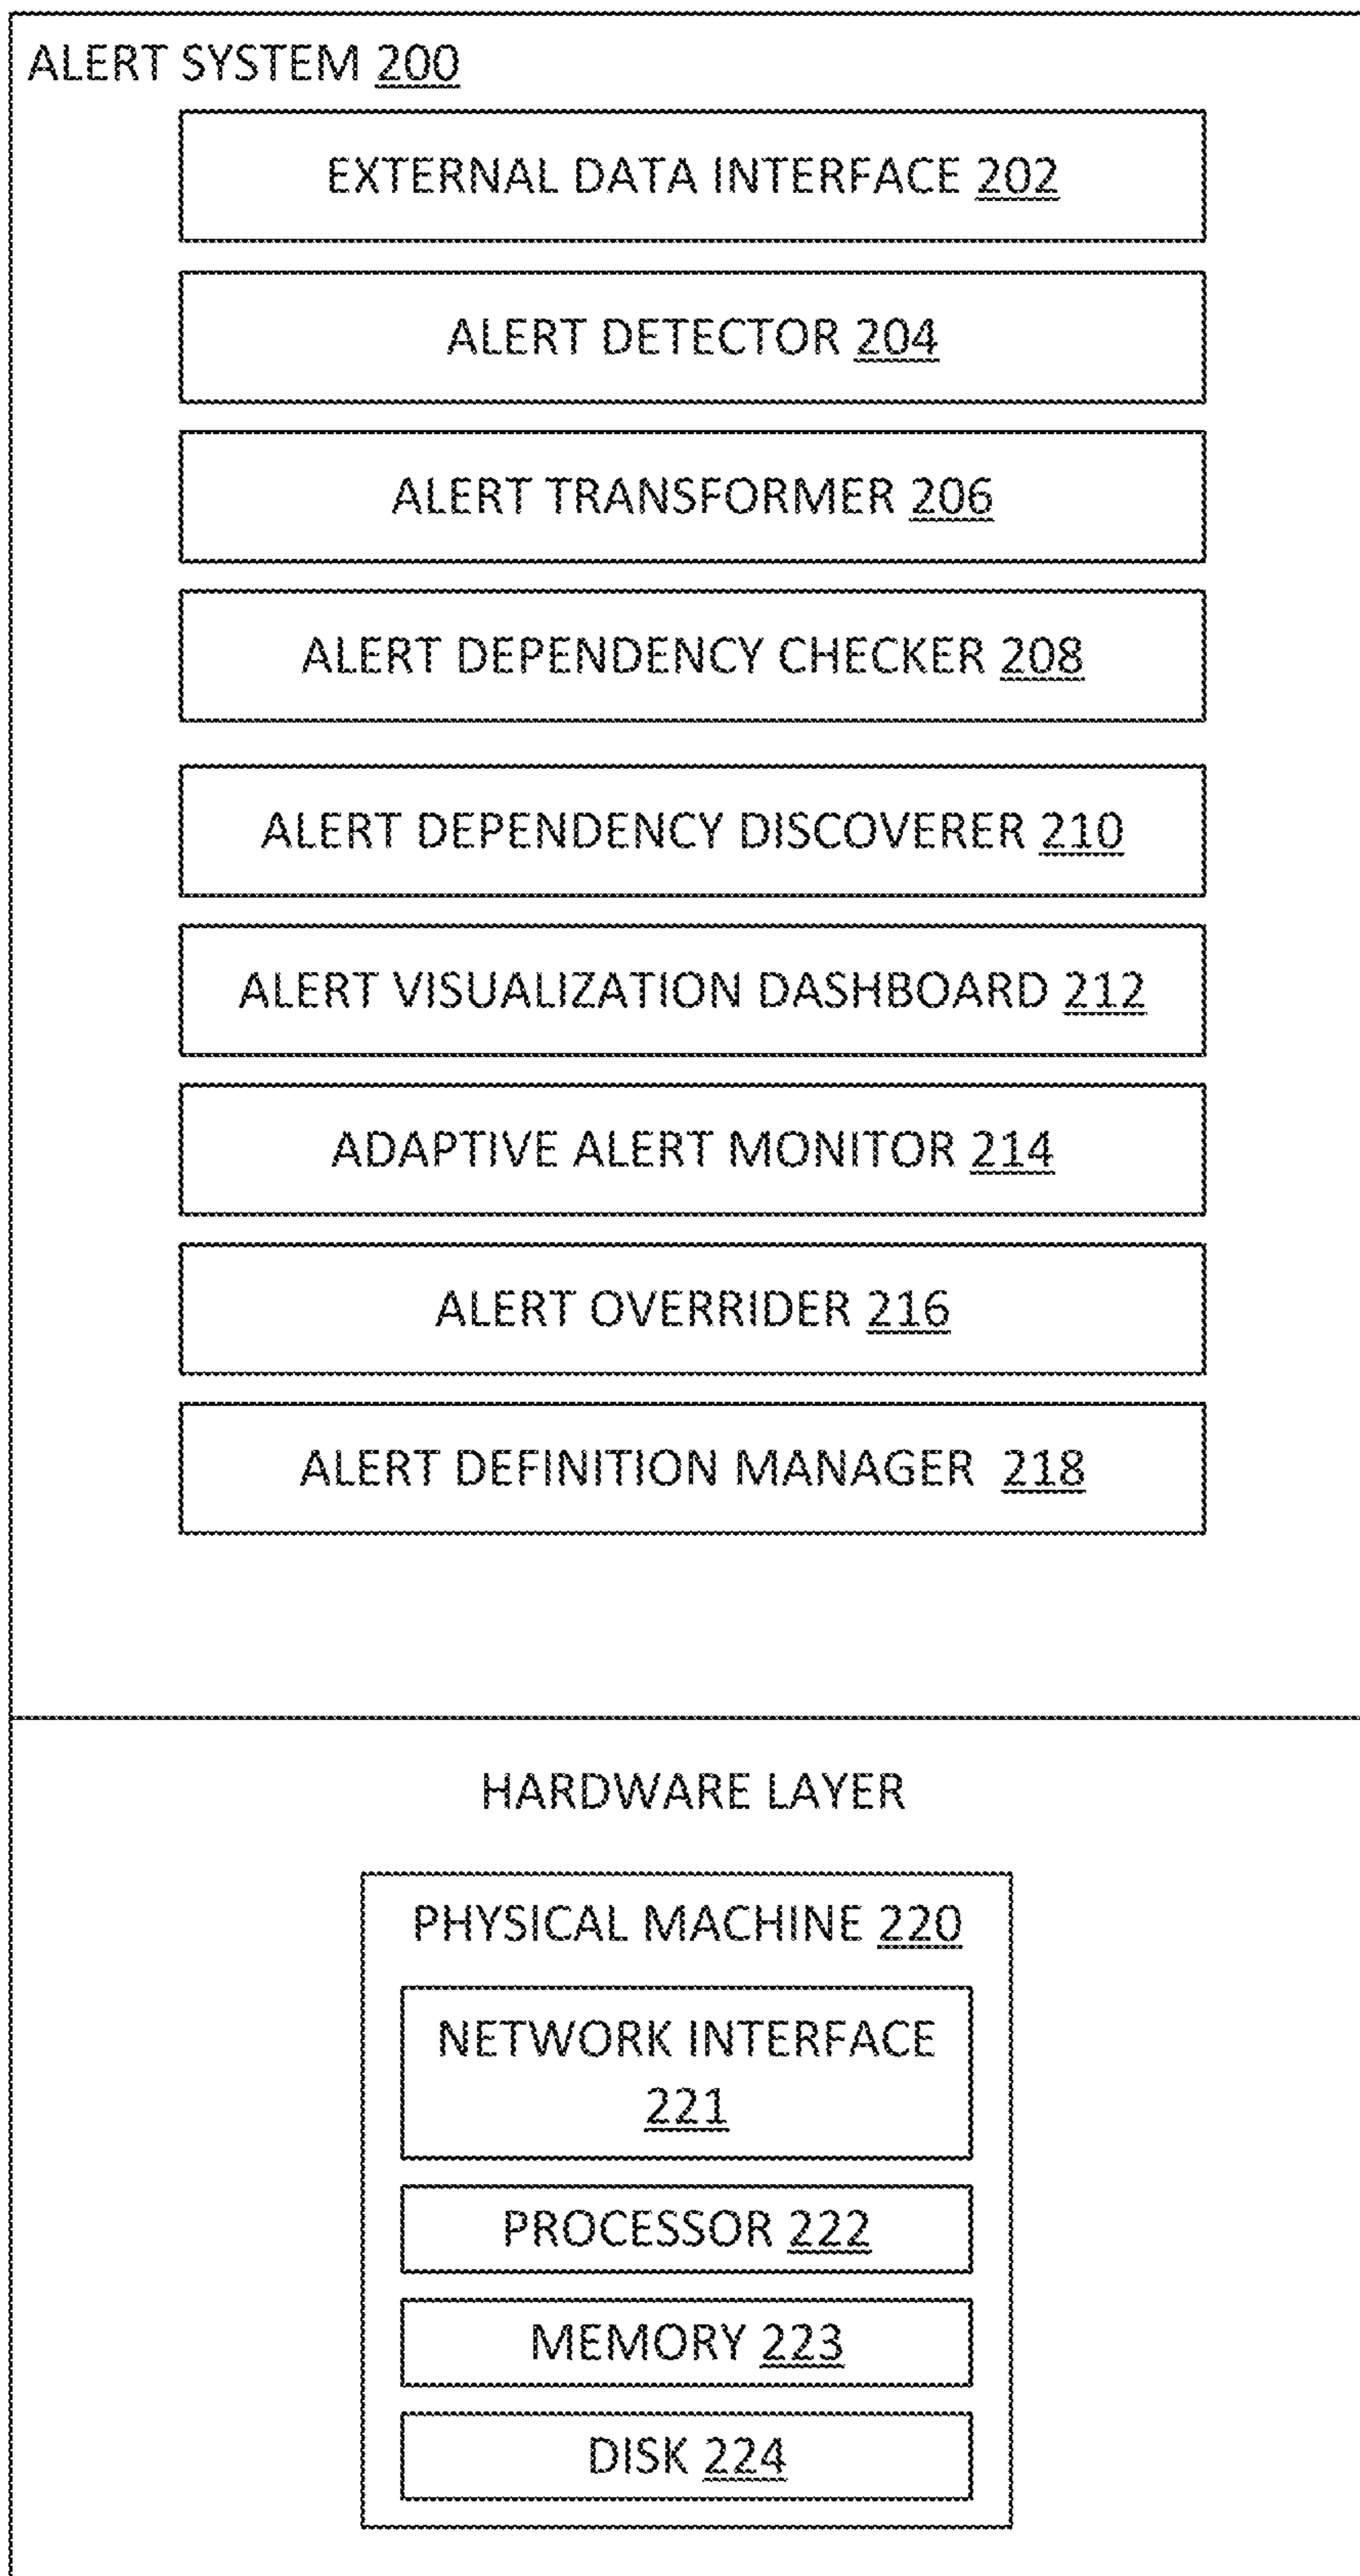 ALERT SYSTEM 200
EXTERNAL DATA INTERFACE 202
ALERT DETECTOR 204
ALERT TRANSFORMER 206
ALERT DEPENDENCY CHECKER 208
ALERT DEPENDENCY DISCOVERER 210
ALERT VISUALIZATION DASHBOARD 212
ADAPTIVE ALERT MONITOR 214
ALERT OVERRIDER 216
ALERT DEFINITION MANAGER 218
HARDWARE LAYER
PHYSICAL MACHINE 220
NETWORK INTERFACE
221
PROCESSOR 222
MEMORY 223
DISK 224